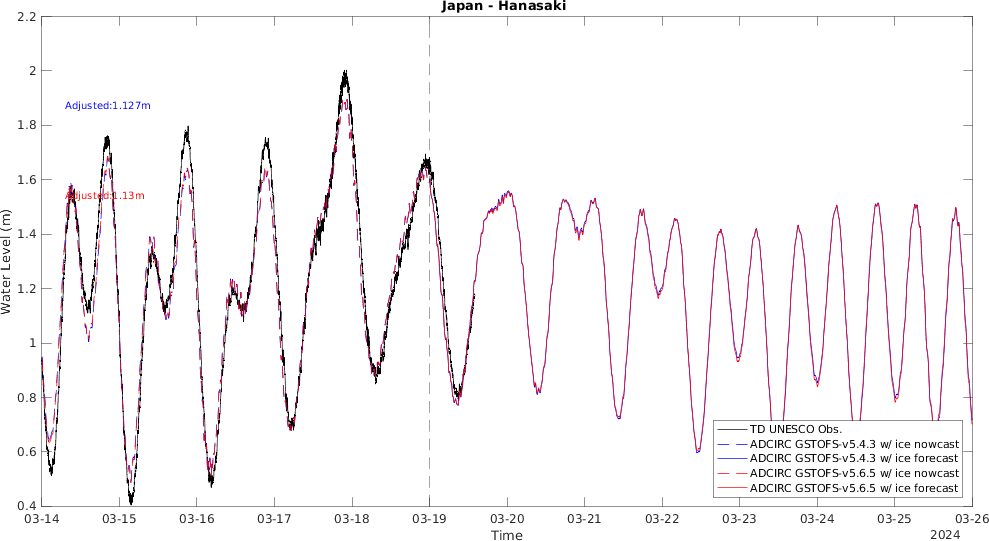 Japan - Hanasaki
2.2
2
1.8
1.6
1.4
1.2
1
0.8
0.6
0.4
Water Level (m)
Adjusted:1.127m
Adjusted:1.13m
TD UNESCO Obs.
ADCIRC GSTOFS-v5.4.3 w/ ice nowcast
ADCIRC GSTOFS-v5.4.3 w/ ice forecast
ADCIRC GSTOFS-v5.6.5 w/ ice nowcast
ADCIRC GSTOFS-v5.6.5 w/ ice forecast
03-14 03-15 03-16 03-17 03-18 03-19 03-20 03-21 03-22 03-23 03-24 03-25 03-26
Time
2024